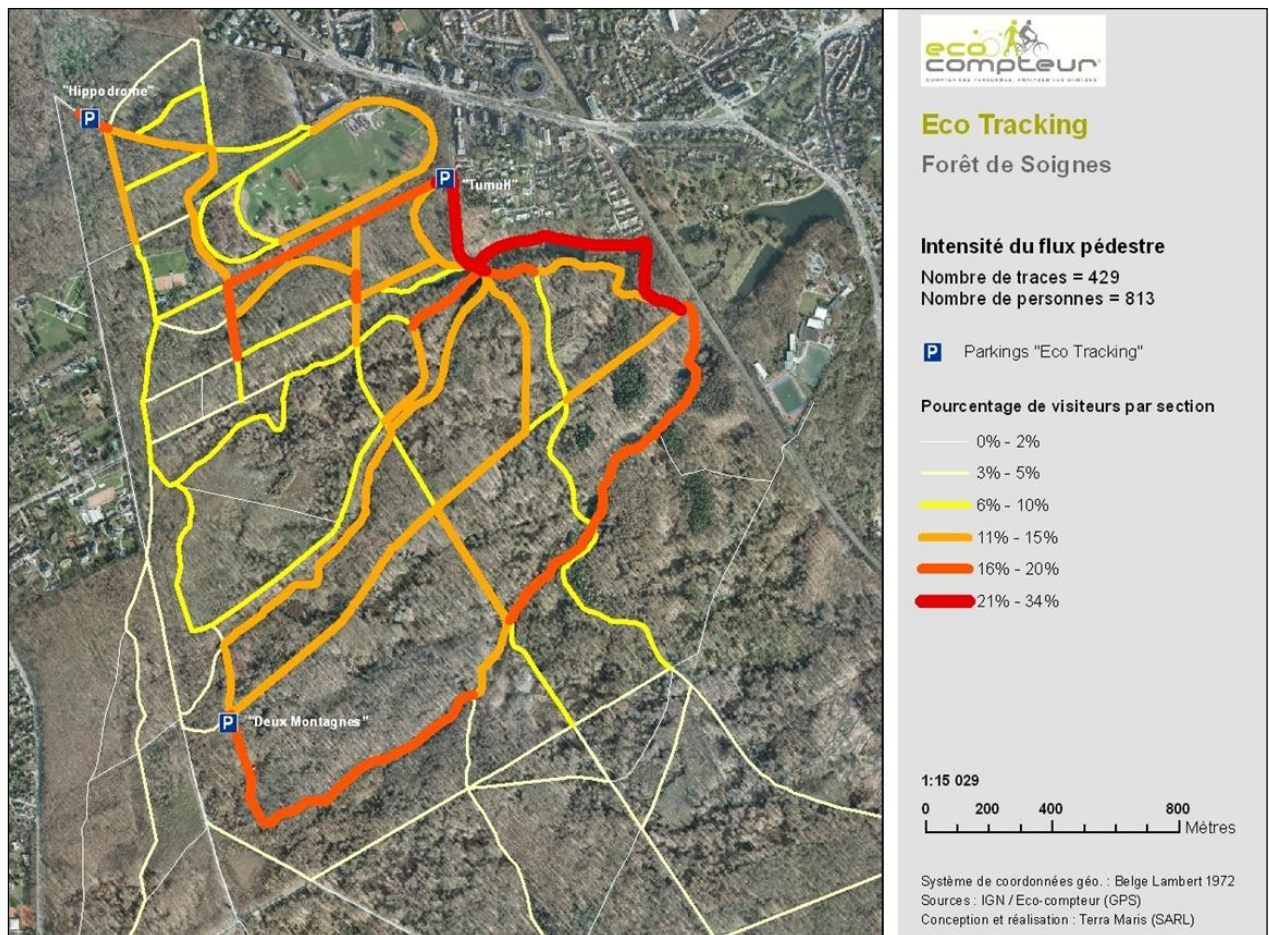 "Hippodrome"
P
P
"Tumuli"
P
"Deux Montagnes"
eco
compteur
Eco Tracking
Forêt de Soignes
Intensité du flux pédestre
Nombre de traces = 429
Nombre de personnes = 813
P Parkings "Eco Tracking"
Pourcentage de visiteurs par section
0% - 2%
3% - 5%
6% - 10%
11% - 15%
16% - 20%
21% - 34%
1:15 029
0 200 400 800
Mètres
Système de coordonnées géo. : Belge Lambert 1972
Sources : IGN / Eco-compteur (GPS)
Conception et réalisation : Terra Maris (SARL)